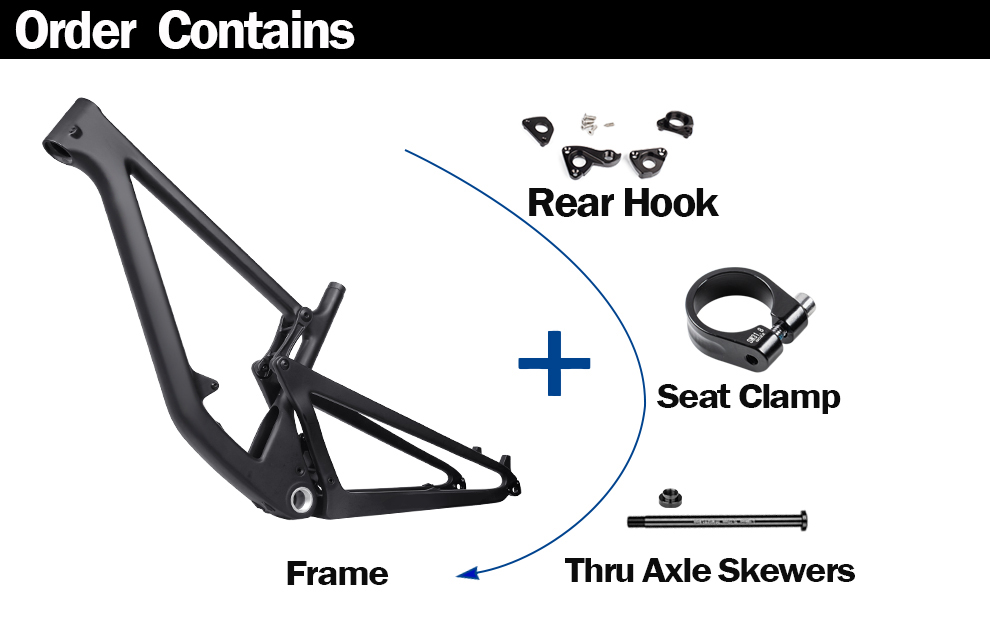 Order Contains
Rear Hook
Seat Clamp
Thru Axle Skewers
Frame